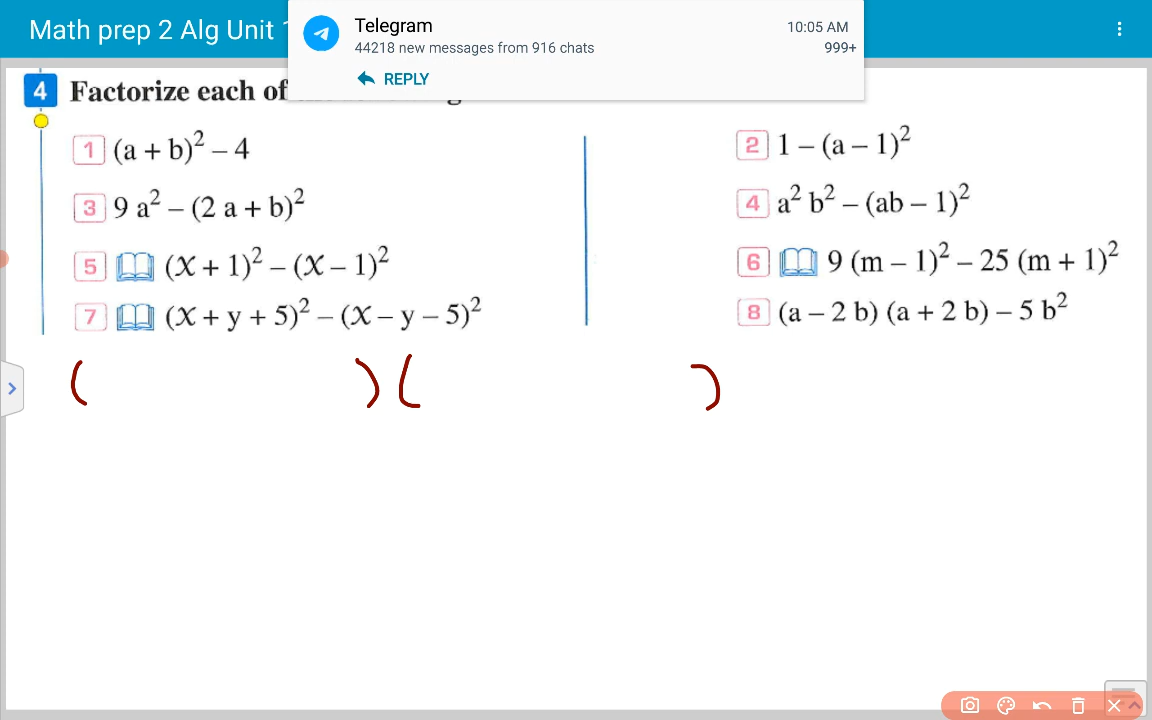 Math prep 2 Alg Unit
Telegram
10:05 AM
44218 new messages from 916 chats
999+
REPLY
4 Factorize each of
1 (a + b)² – 4
2 1 – (a – 1)²
3 9 a² – (2 a + b)²
4 a² b² – (ab – 1)²
5 (X + 1)² – (X – 1)²
6 9 (m – 1)² – 25 (m + 1)²
7 (X + y + 5)² – (X – y – 5)²
8 (a – 2 b) (a + 2 b) – 5 b²
( ) ( )